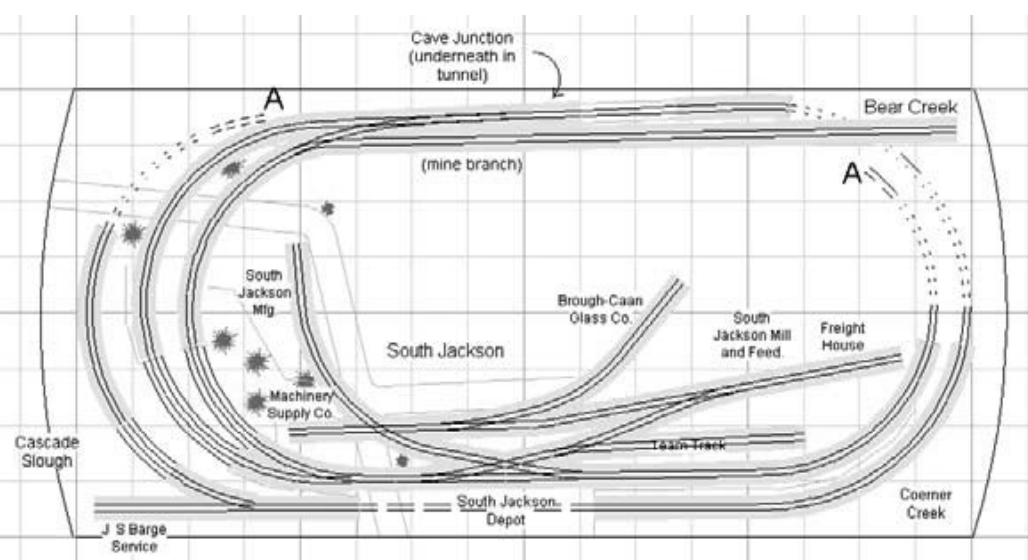 Cave Junction
(underneath in
tunnel)
A
Bear Creek
(mine branch)
A
South
Jackson
Mfg
Brough-Caan
Glass Co.
South
Jackson Mill
and Feed
Freight
House
South Jackson
Machinery
Supply Co.
Cascade
Slough
Team Track
South Jackson
Depot
Coerner
Creek
J S Barge
Service